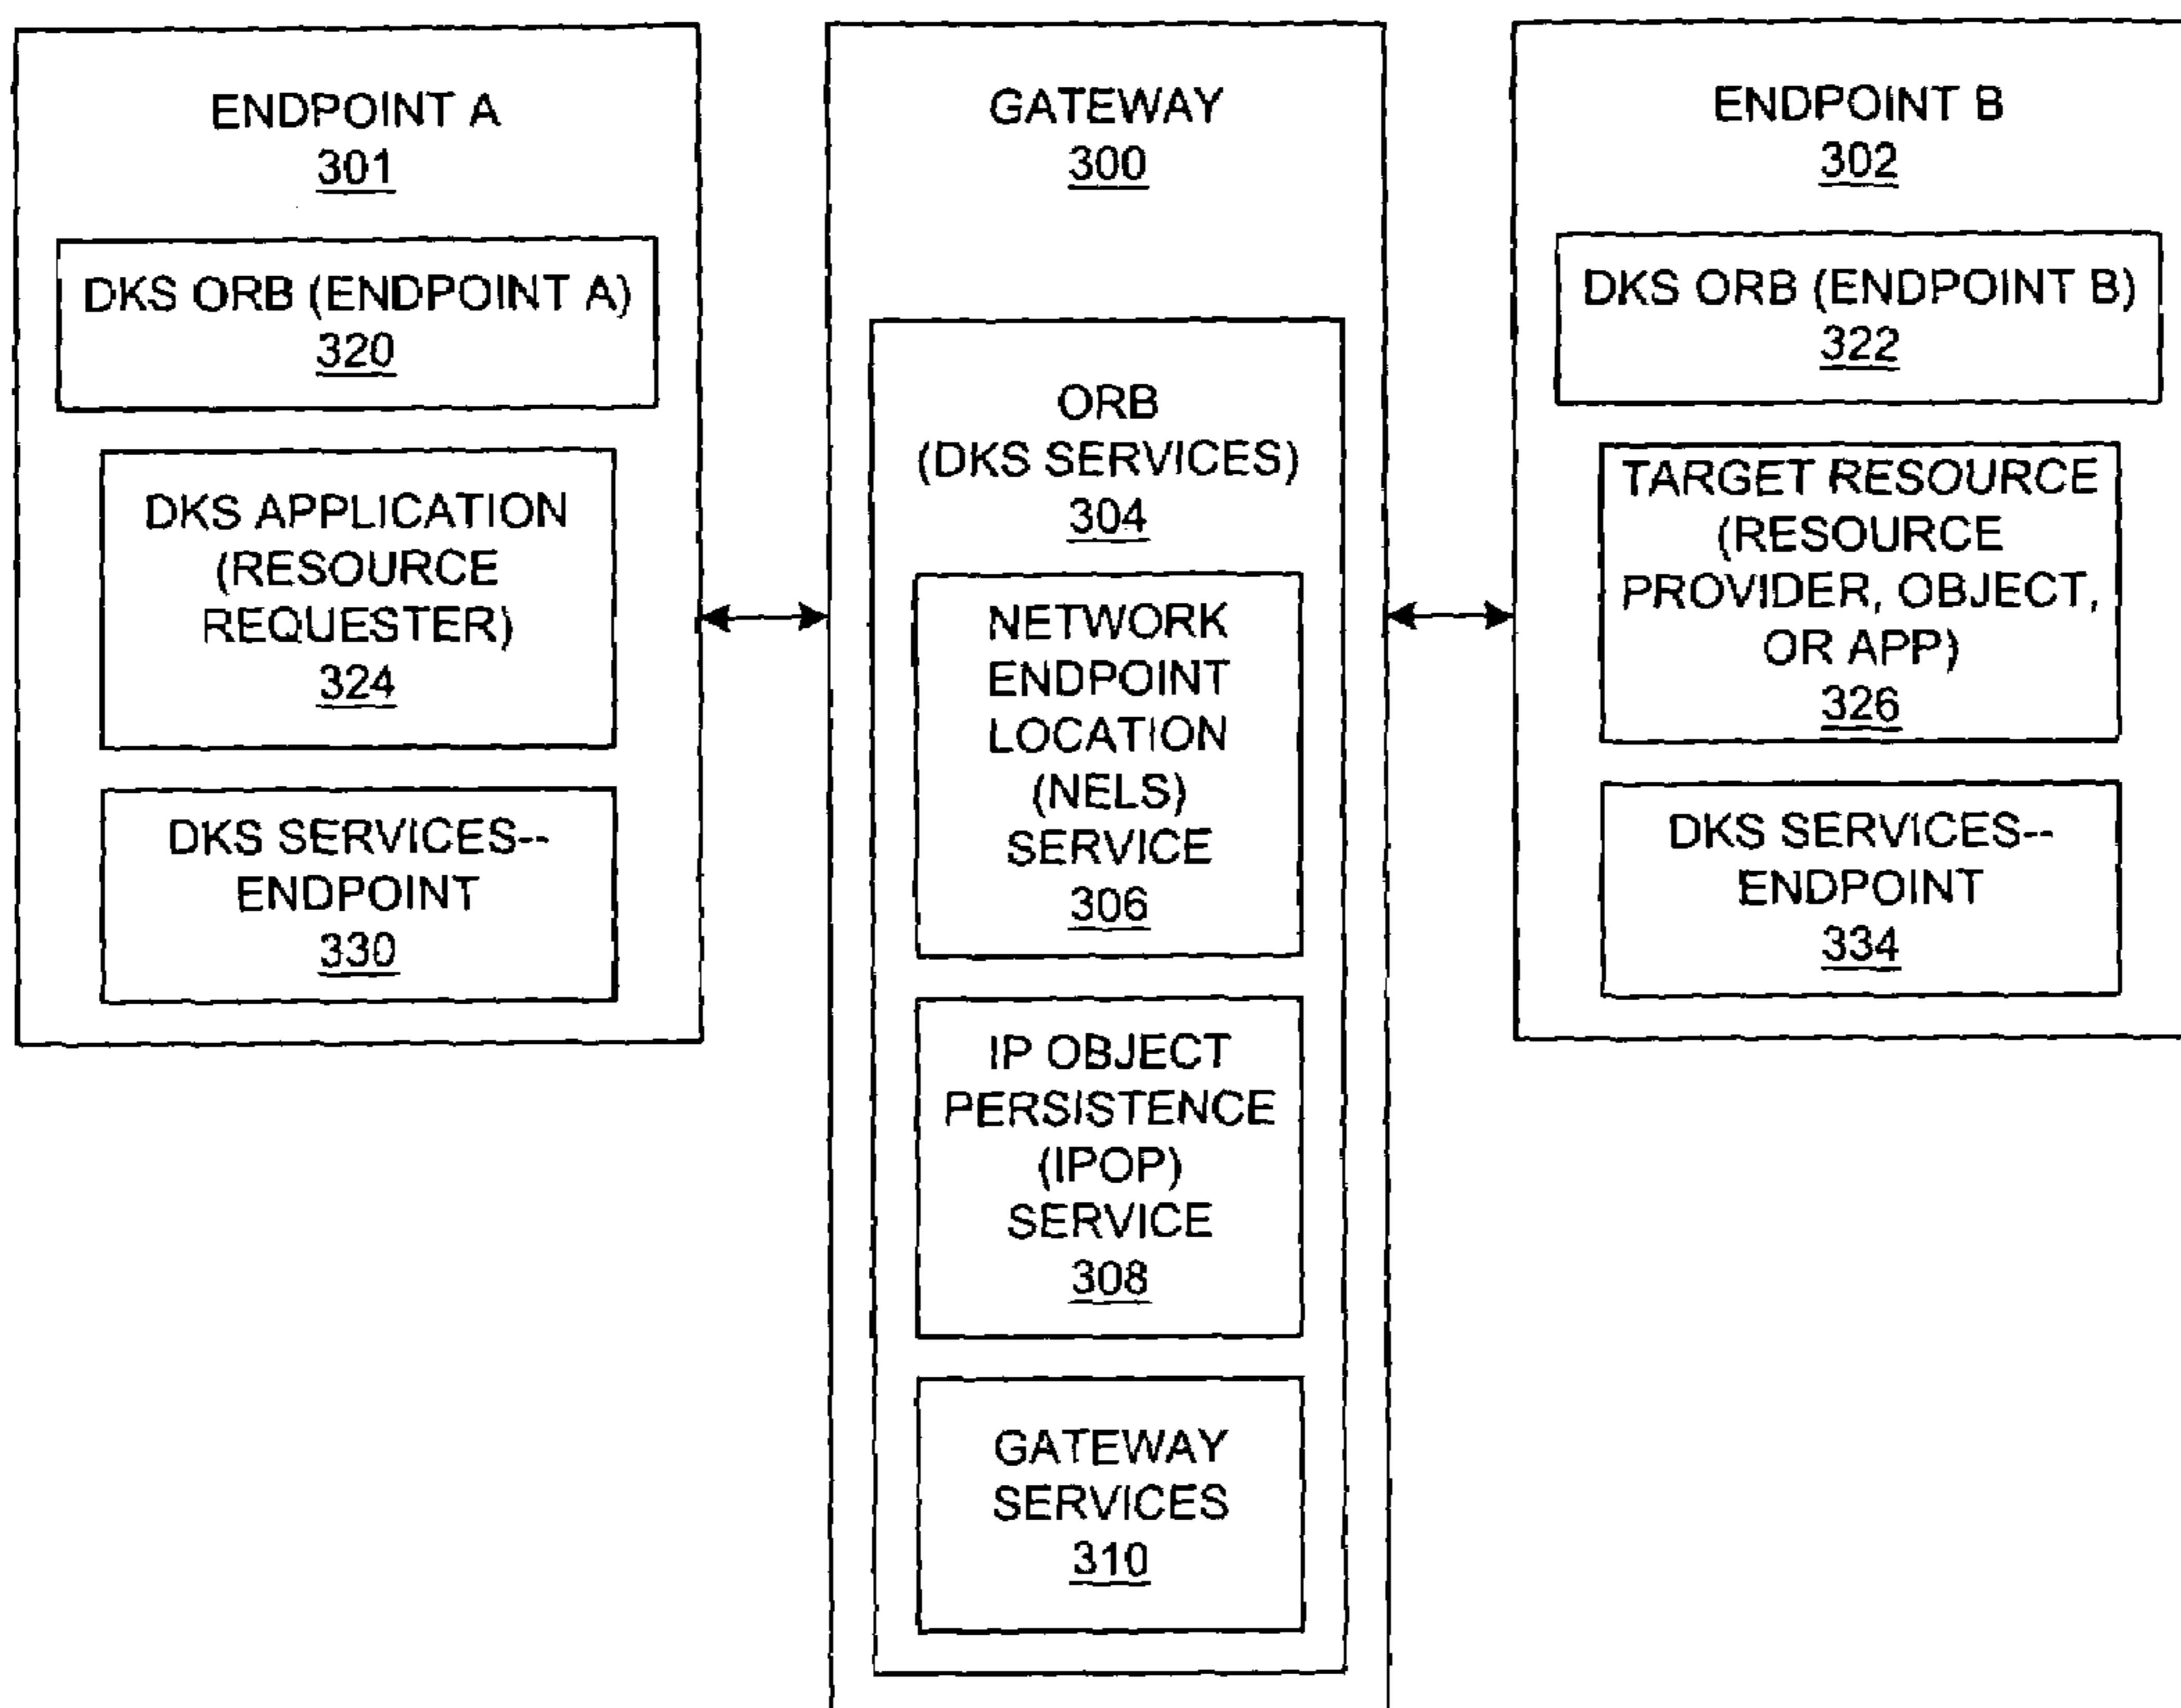 ENDPOINT A
301
DKS ORB (ENDPOINT A)
320
DKS APPLICATION
(RESOURCE
REQUESTER)
324
DKS SERVICES--
ENDPOINT
330
GATEWAY
300
ORB
(DKS SERVICES)
304
NETWORK
ENDPOINT
LOCATION
(NELS)
SERVICE
306
IP OBJECT
PERSISTENCE
(IPOP)
SERVICE
308
GATEWAY
SERVICES
310
ENDPOINT B
302
DKS ORB (ENDPOINT B)
322
TARGET RESOURCE
(RESOURCE
PROVIDER, OBJECT,
OR APP)
326
DKS SERVICES--
ENDPOINT
334